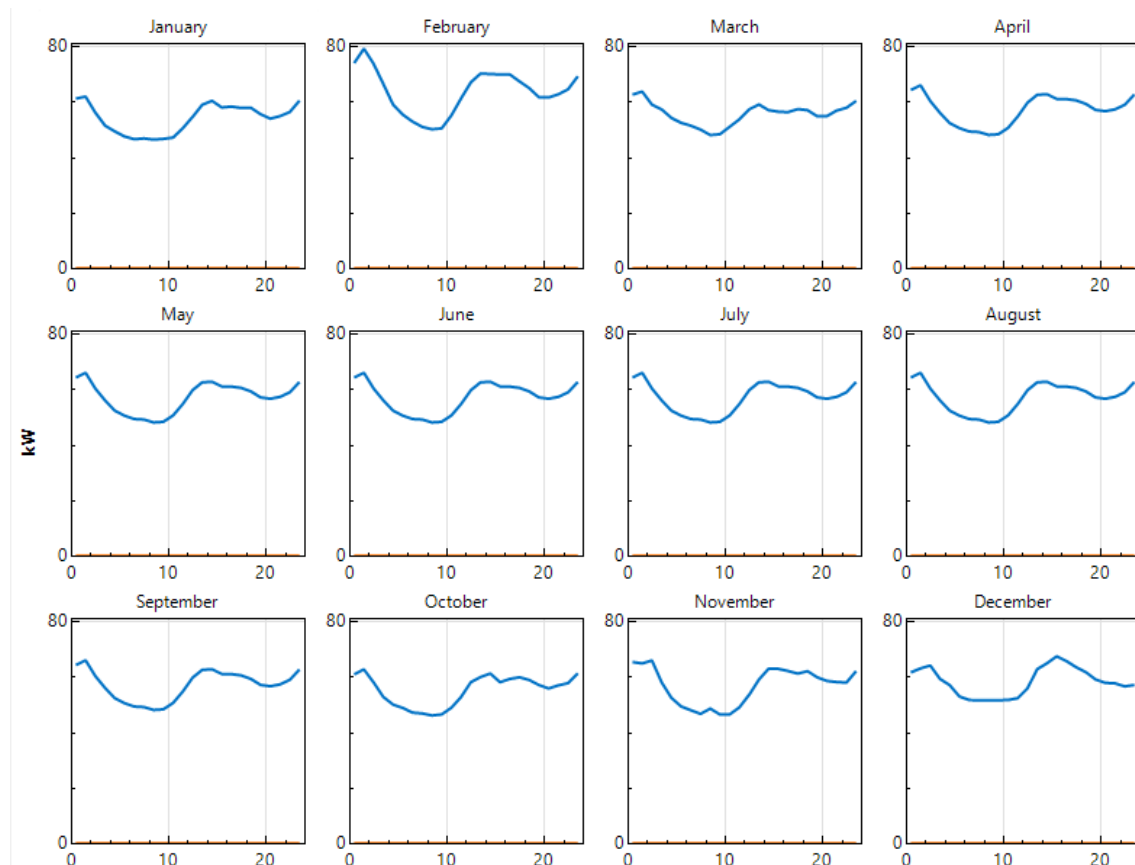 January February March April
80 80 80 80
0 0 0 0
0 10 20 0 10 20 0 10 20 0 10 20
May June July August
80 80 80 80
kW
0 0 0 0
0 10 20 0 10 20 0 10 20 0 10 20
September October November December
80 80 80 80
0 0 0 0
0 10 20 0 10 20 0 10 20 0 10 20